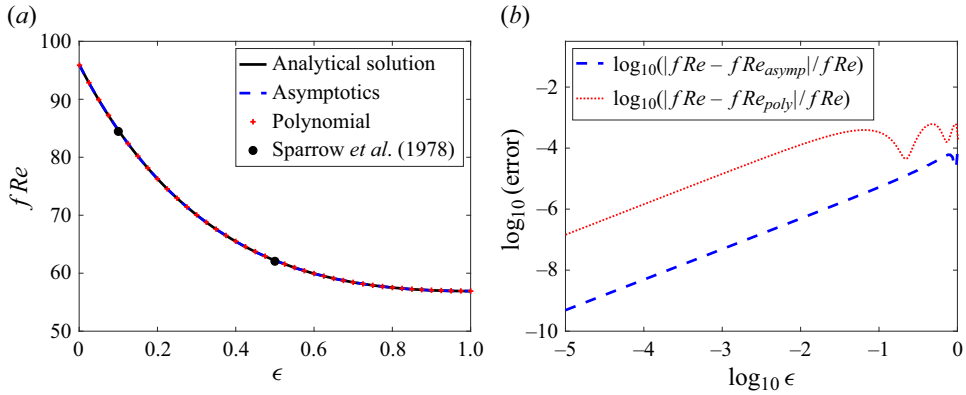 (a)
100
90
80
70
60
50
0
0.2
0.4
0.6
0.8
1.0
ϵ
f Re
Analytical solution
Asymptotics
Polynomial
Sparrow et al. (1978)
(b)
−2
−4
−6
−8
−10
−5
−4
−3
−2
−1
0
log10 ϵ
log10 (error)
log10(|f Re – f Reasymp|/f Re)
log10(|f Re – f Repoly|/f Re)